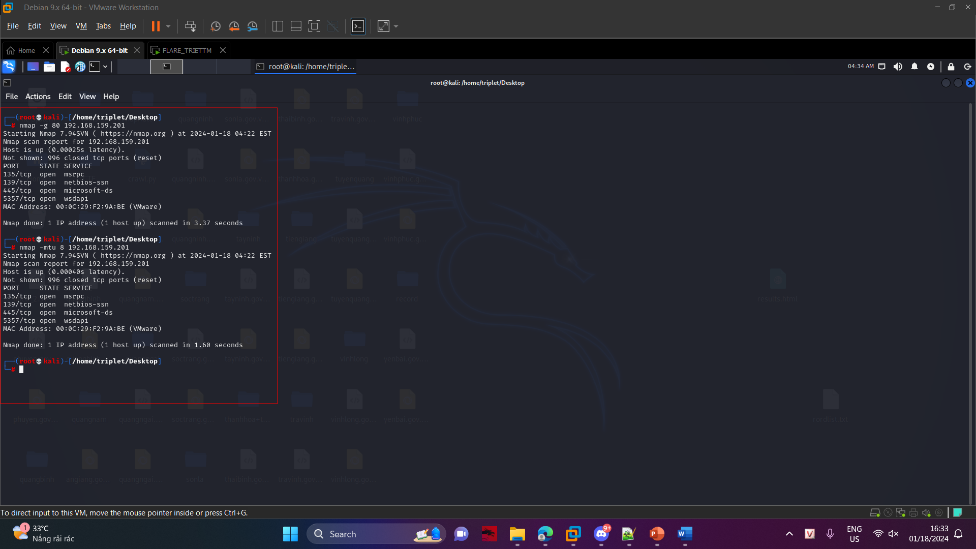 Debian 9.x 64-bit - VMware Workstation
File Edit View VM Tabs Help
Home Debian 9.x 64-bit FLARE_TRIETTM
root@kali: /home/triple... 04:34 AM
root@kali: /home/triplet/Desktop
File Actions Edit View Help
(root💀kali)-[/home/triplet/Desktop]
# nmap -g 80 192.168.159.201
Starting Nmap 7.94SVN ( https://nmap.org ) at 2024-01-18 04:22 EST
Nmap scan report for 192.168.159.201
Host is up (0.00025s latency).
Not shown: 996 closed tcp ports (reset)
PORT STATE SERVICE
135/tcp open msrpc
139/tcp open netbios-ssn
445/tcp open microsoft-ds
5357/tcp open wsdapi
MAC Address: 00:0C:29:F2:9A:BE (VMware)
Nmap done: 1 IP address (1 host up) scanned in 3.37 seconds
(root💀kali)-[/home/triplet/Desktop]
# nmap -mtu 8 192.168.159.201
Starting Nmap 7.94SVN ( https://nmap.org ) at 2024-01-18 04:22 EST
Nmap scan report for 192.168.159.201
Host is up (0.00040s latency).
Not shown: 996 closed tcp ports (reset)
PORT STATE SERVICE
135/tcp open msrpc
139/tcp open netbios-ssn
445/tcp open microsoft-ds
5357/tcp open wsdapi
MAC Address: 00:0C:29:F2:9A:BE (VMware)
Nmap done: 1 IP address (1 host up) scanned in 1.60 seconds
(root💀kali)-[/home/triplet/Desktop]
#
To direct input to this VM, move the mouse pointer inside or press Ctrl+G.
1
33°C
Nắng rải rác
Search
ENG
US
16:33
01/18/2024